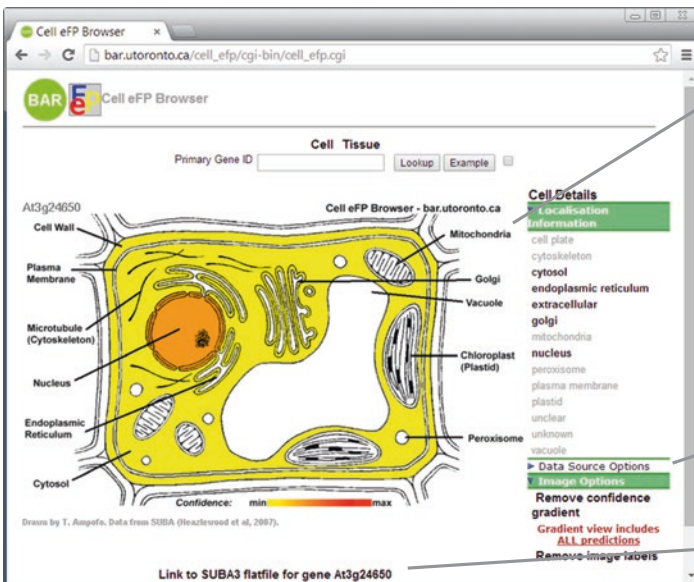 Cell eFP Browser
bar.utoronto.ca/cell_efp/cgi-bin/cell_efp.cgi
BAR eFP Cell eFP Browser
Cell Tissue
Primary Gene ID Lookup Example
At3g24650
Cell eFP Browser - bar.utoronto.ca
Cell Wall
Plasma
Membrane
Microtubule
(Cytoskeleton)
Nucleus
Endoplasmic
Reticulum
Cytosol
Mitochondria
Golgi
Vacuole
Chloroplast
(Plastid)
Peroxisome
Confidence: min max
Drawn by T. Ampofo. Data from SUBA (Heazlewood et al, 2007).
Link to SUBA3 flatfile for gene At3g24650
Cell Details
Localisation
Information
cell plate
cytoskeleton
cytosol
endoplasmic reticulum
extracellular
golgi
mitochondria
nucleus
peroxisome
plasma membrane
plastid
unclear
unknown
vacuole
Data Source Options
Image Options
Remove confidence
gradient
Gradient view includes
ALL predictions
Remove image labels